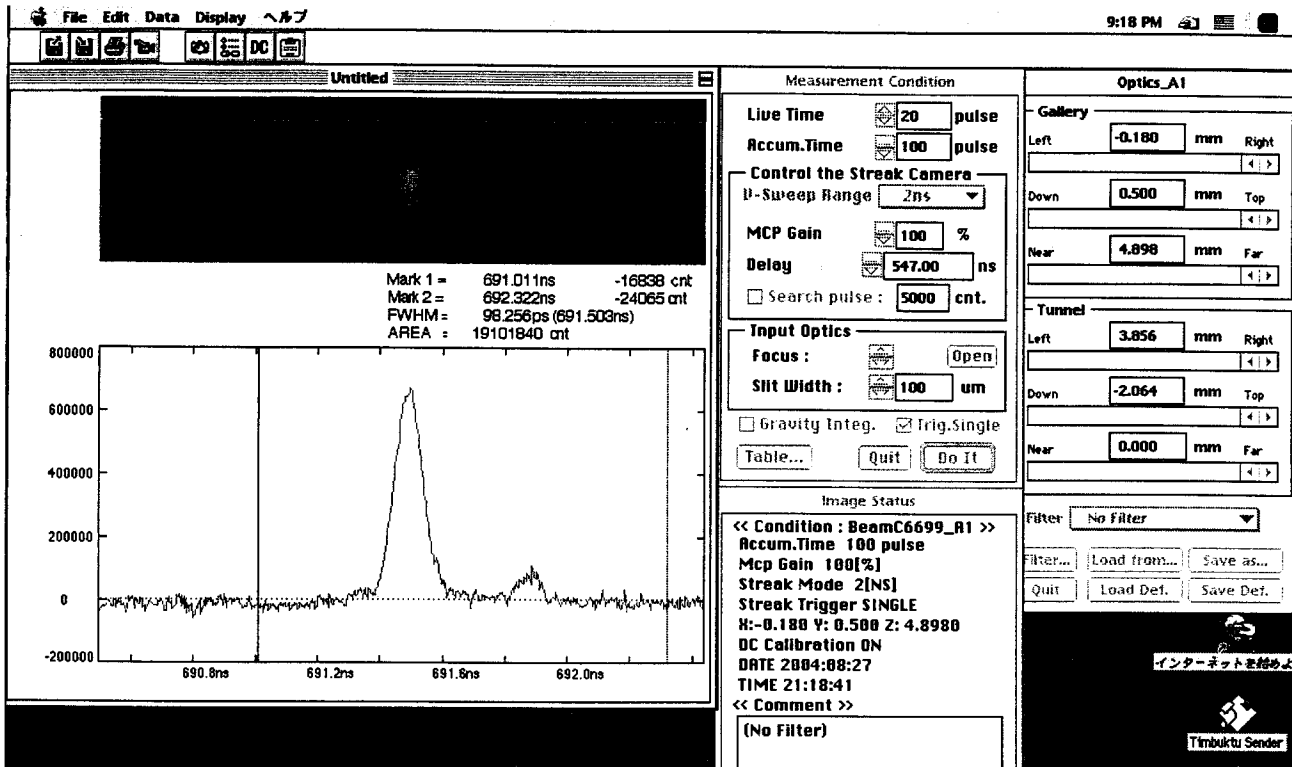 File Edit Data Display ヘルプ
9:18 PM
DC
Untitled
Mark 1 = 691.011ns -16838 cnt
Mark 2 = 692.322ns -24065 cnt
FWHM = 98.256ps (691.503ns)
AREA : 19101840 cnt
800000
600000
400000
200000
0
-200000
690.8ns 691.2ns 691.6ns 692.0ns
Measurement Condition
Live Time 20 pulse
Accum.Time 100 pulse
Control the Streak Camera
V-Sweep Range 2ns
MCP Gain 100 %
Delay 547.00 ns
Search pulse : 5000 cnt.
Input Optics
Focus : Open
Slit Width : 100 um
Gravity Integ. Trig.Single
Table... Quit Do It
Image Status
<< Condition : BeamC6699_A1 >>
Accum.Time 100 pulse
Mcp Gain 100[%]
Streak Mode 2[NS]
Streak Trigger SINGLE
X:-0.180 Y: 0.500 Z: 4.8980
DC Calibration ON
DATE 2004:08:27
TIME 21:18:41
<< Comment >>
(No Filter)
Optics_A1
Gallery
Left -0.180 mm Right
Down 0.500 mm Top
Near 4.898 mm Far
Tunnel
Left 3.856 mm Right
Down -2.064 mm Top
Near 0.000 mm Far
Filter No Filter
Filter... Load from... Save as...
Quit Load Def. Save Def.
インターネットを始めよ
Timbuktu Sender